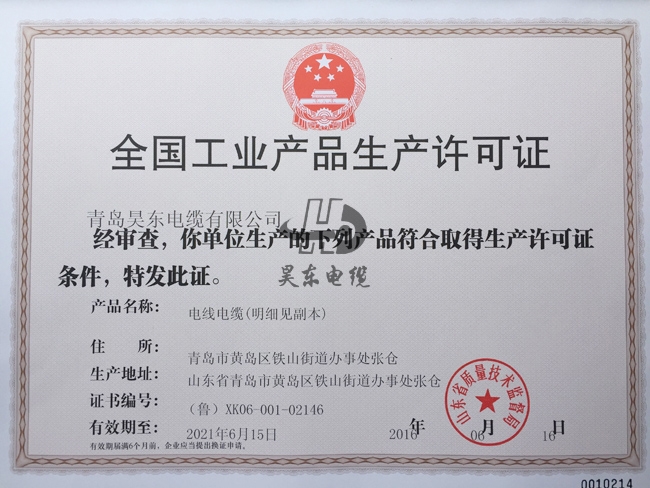 全国工业产品生产许可证
青岛昊东电缆有限公司
经审查，你单位生产的下列产品符合取得生产许可证
条件，特发此证。
昊东电缆
产品名称： 电线电缆(明细见副本)
住　　所： 青岛市黄岛区铁山街道办事处张仓
生产地址： 山东省青岛市黄岛区铁山街道办事处张仓
证书编号： （鲁）XK06-001-02146
有效期至： 2021年6月15日 2016 年 06 月 16 日
有效期届满6个月前，企业应当提出换证申请。
山东省质量技术监督局
0010214